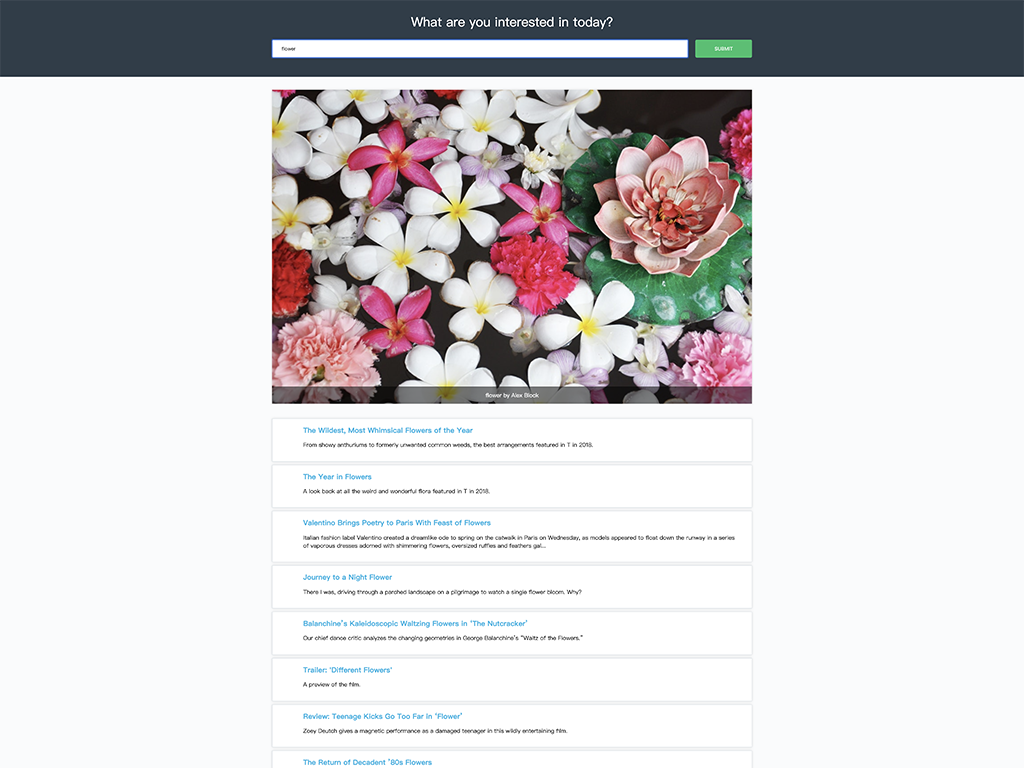 What are you interested in today?
flower
SUBMIT
flower by Alex Block
The Wildest, Most Whimsical Flowers of the Year
From showy anthuriums to formerly unwanted common weeds, the best arrangements featured in T in 2018.
The Year in Flowers
A look back at all the weird and wonderful flora featured in T in 2018.
Valentino Brings Poetry to Paris With Feast of Flowers
Italian fashion label Valentino created a dreamlike ode to spring on the catwalk in Paris on Wednesday, as models appeared to float down the runway in a series
of vaporous dresses adorned with shimmering flowers, oversized ruffles and feathers gal...
Journey to a Night Flower
There I was, driving through a parched landscape on a pilgrimage to watch a single flower bloom. Why?
Balanchine’s Kaleidoscopic Waltzing Flowers in ‘The Nutcracker’
Our chief dance critic analyzes the changing geometries in George Balanchine’s “Waltz of the Flowers.”
Trailer: ‘Different Flowers’
A preview of the film.
Review: Teenage Kicks Go Too Far in ‘Flower’
Zoey Deutch gives a magnetic performance as a damaged teenager in this wildly entertaining film.
The Return of Decadent ’80s Flowers